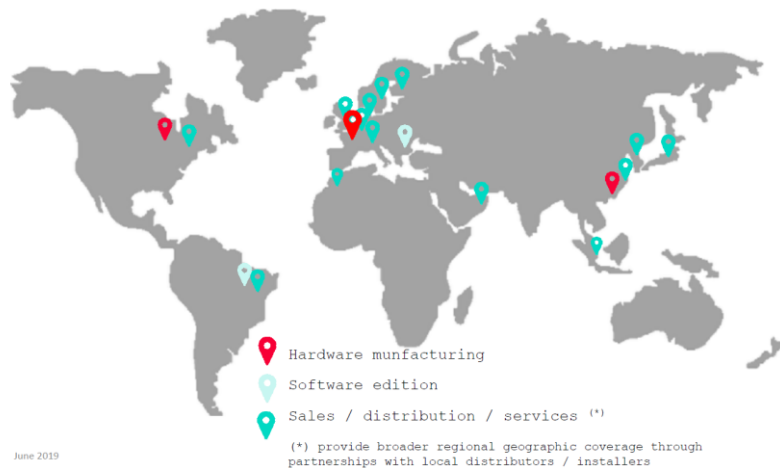 Hardware munfacturing
Software edition
Sales / distribution / services (*)
(*) provide broader regional geographic coverage through
partnerships with local distributors / installers
June 2019